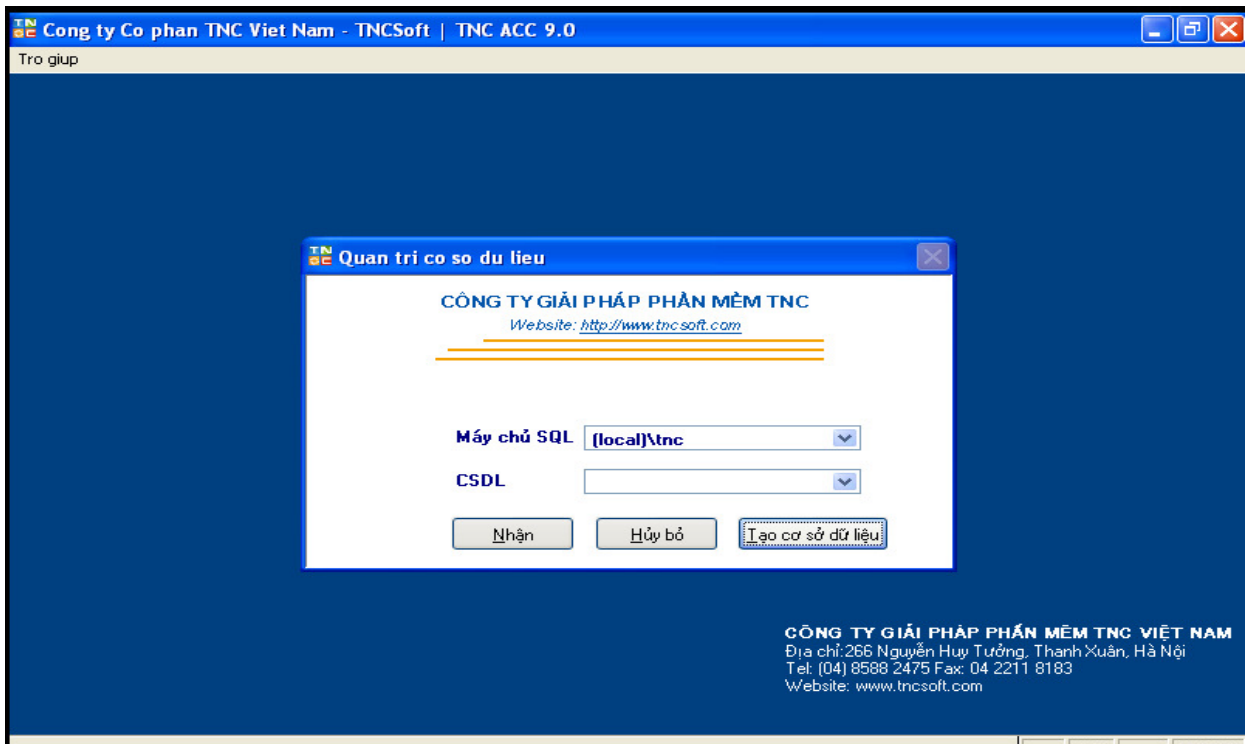 Cong ty Co phan TNC Viet Nam - TNCSoft | TNC ACC 9.0
Tro giup
Quan tri co so du lieu
CÔNG TY GIẢI PHÁP PHẦN MỀM TNC
Website: http://www.tncsoft.com
Máy chủ SQL (local)\tnc
CSDL
Nhận Hủy bỏ Tạo cơ sở dữ liệu
CÔNG TY GIẢI PHÁP PHẦN MỀM TNC VIỆT NAM
Địa chỉ:266 Nguyễn Huy Tưởng, Thanh Xuân, Hà Nội
Tel: (04) 8588 2475 Fax: 04 2211 8183
Website: www.tncsoft.com